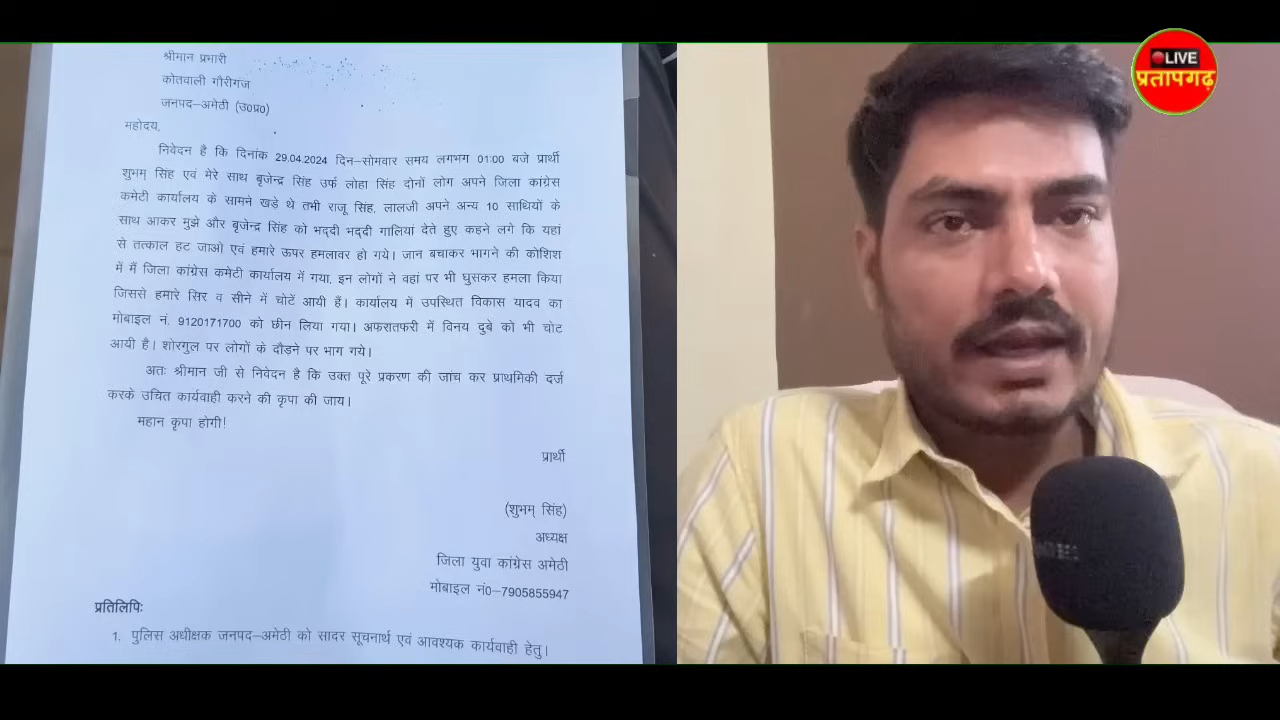 श्रीमान प्रभारी
कोतवाली गौरीगंज
जनपद–अमेठी (उ0प्र0)
महोदय,
निवेदन है कि दिनांक 29.04.2024 दिन–सोमवार समय लगभग 01:00 बजे प्रार्थी
शुभम् सिंह एवं मेरे साथ बृजेन्द्र सिंह उर्फ लोहा सिंह दोनों लोग अपने जिला कांग्रेस
कमेटी कार्यालय के सामने खडे थे तभी राजू सिंह, लालजी अपने अन्य 10 साथियों के
साथ आकर मुझे और बृजेन्द्र सिंह को भद्दी भद्दी गालियां देते हुए कहने लगे कि यहां
से तत्काल हट जाओ एवं हमारे ऊपर हमलावर हो गये। जान बचाकर भागने की कोशिश
में मैं जिला कांग्रेस कमेटी कार्यालय में गया, इन लोगों ने वहां पर भी घुसकर हमला किया
जिससे हमारे सिर व सीने में चोटें आयी हैं। कार्यालय में उपस्थित विकास यादव का
मोबाइल नं. 9120171700 को छीन लिया गया। अफरातफरी में विनय दुबे को भी चोट
आयी है। शोरगुल पर लोगों के दौड़ने पर भाग गये।
अतः श्रीमान जी से निवेदन है कि उक्त पूरे प्रकरण की जांच कर प्राथमिकी दर्ज
करके उचित कार्यवाही करने की कृपा की जाय।
महान कृपा होगी!
प्रार्थी
(शुभम् सिंह)
अध्यक्ष
जिला युवा कांग्रेस अमेठी
मोबाइल नं0–7905855947
प्रतिलिपिः
1. पुलिस अधीक्षक जनपद–अमेठी को सादर सूचनार्थ एवं आवश्यक कार्यवाही हेतु।
LIVE
प्रतापगढ़